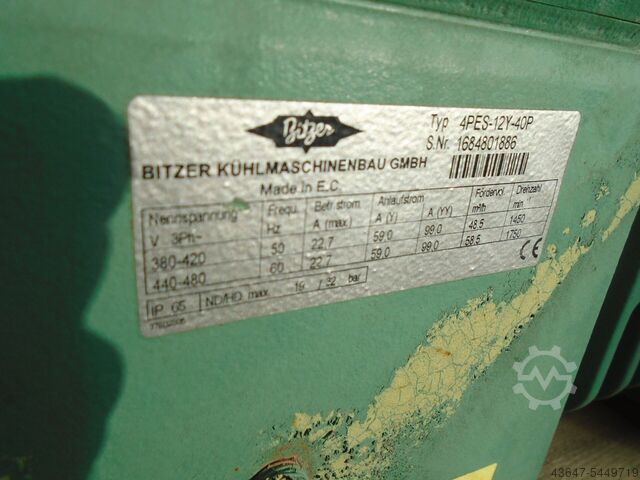 Bitzer
Typ 4PES-12Y-40P
S.Nr. 1684801886
BITZER KÜHLMASCHINENBAU GMBH
Made in E.C.
Nennspannung Frequ. Betr.strom Anlaufstrom Fördervol. Drehzahl
V 3Ph~ Hz A (max.) A (Y) A (YY) m³/h min⁻¹
380-420 50 22,7 59.0 99.0 48.5 1450
440-480 60 22.7 59.0 99.0 58.5 1750
IP 65 ND/HD max. 19 / 32 bar
CE
43647-5449719